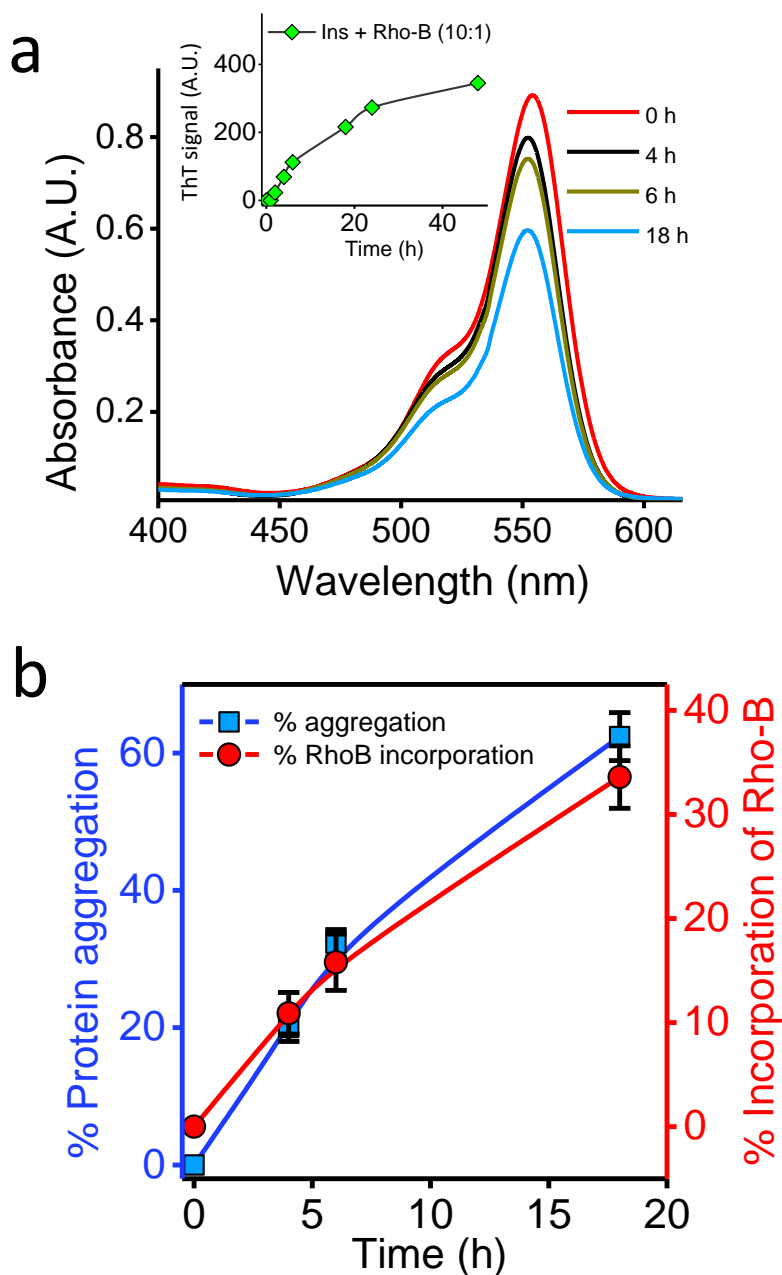 a
Ins + Rho-B (10:1)
ThT signal (A.U.)
400
200
0
0 20 40
Time (h)
Absorbance (A.U.)
0.8
0.6
0.4
0.2
0 h
4 h
6 h
18 h
400 450 500 550 600
Wavelength (nm)
b
% aggregation
% RhoB incorporation
% Protein aggregation
60
40
20
0
% Incorporation of Rho-B
40
30
20
10
0
0 5 10 15 20
Time (h)